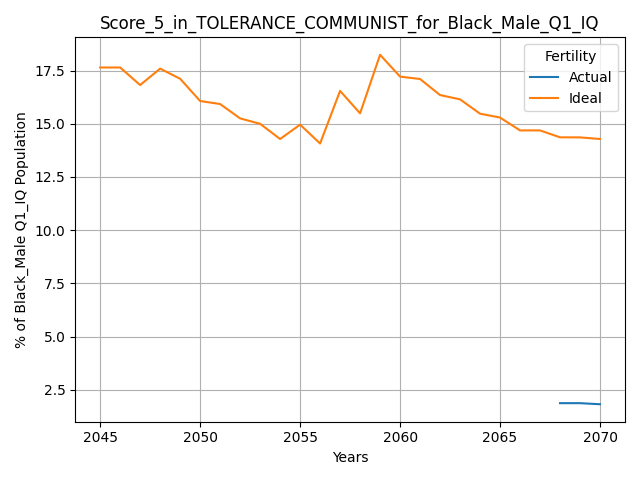 Score_5_in_TOLERANCE_COMMUNIST_for_Black_Male_Q1_IQ
Fertility
Actual
Ideal
% of Black_Male Q1_IQ Population
17.5
15.0
12.5
10.0
7.5
5.0
2.5
2045
2050
2055
2060
2065
2070
Years